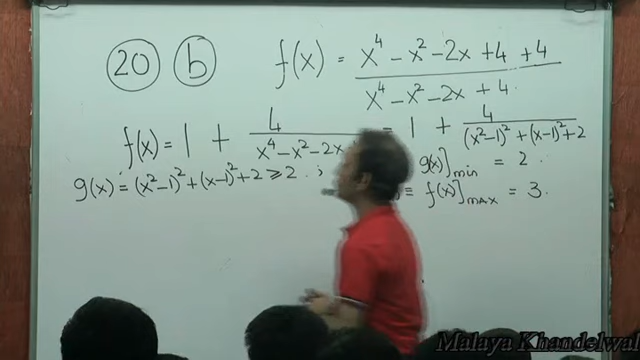 20 b f(x) = x⁴ - x² - 2x + 4 + 4
x⁴ - x² - 2x + 4
f(x) = 1 + 4 / x⁴ - x² - 2x = 1 + 4 / (x²-1)² + (x-1)² + 2
g(x) = (x²-1)² + (x-1)² + 2 ⩾ 2 ; g(x)]min = 2
= f(x)]max = 3.
Malaya Khandelwal